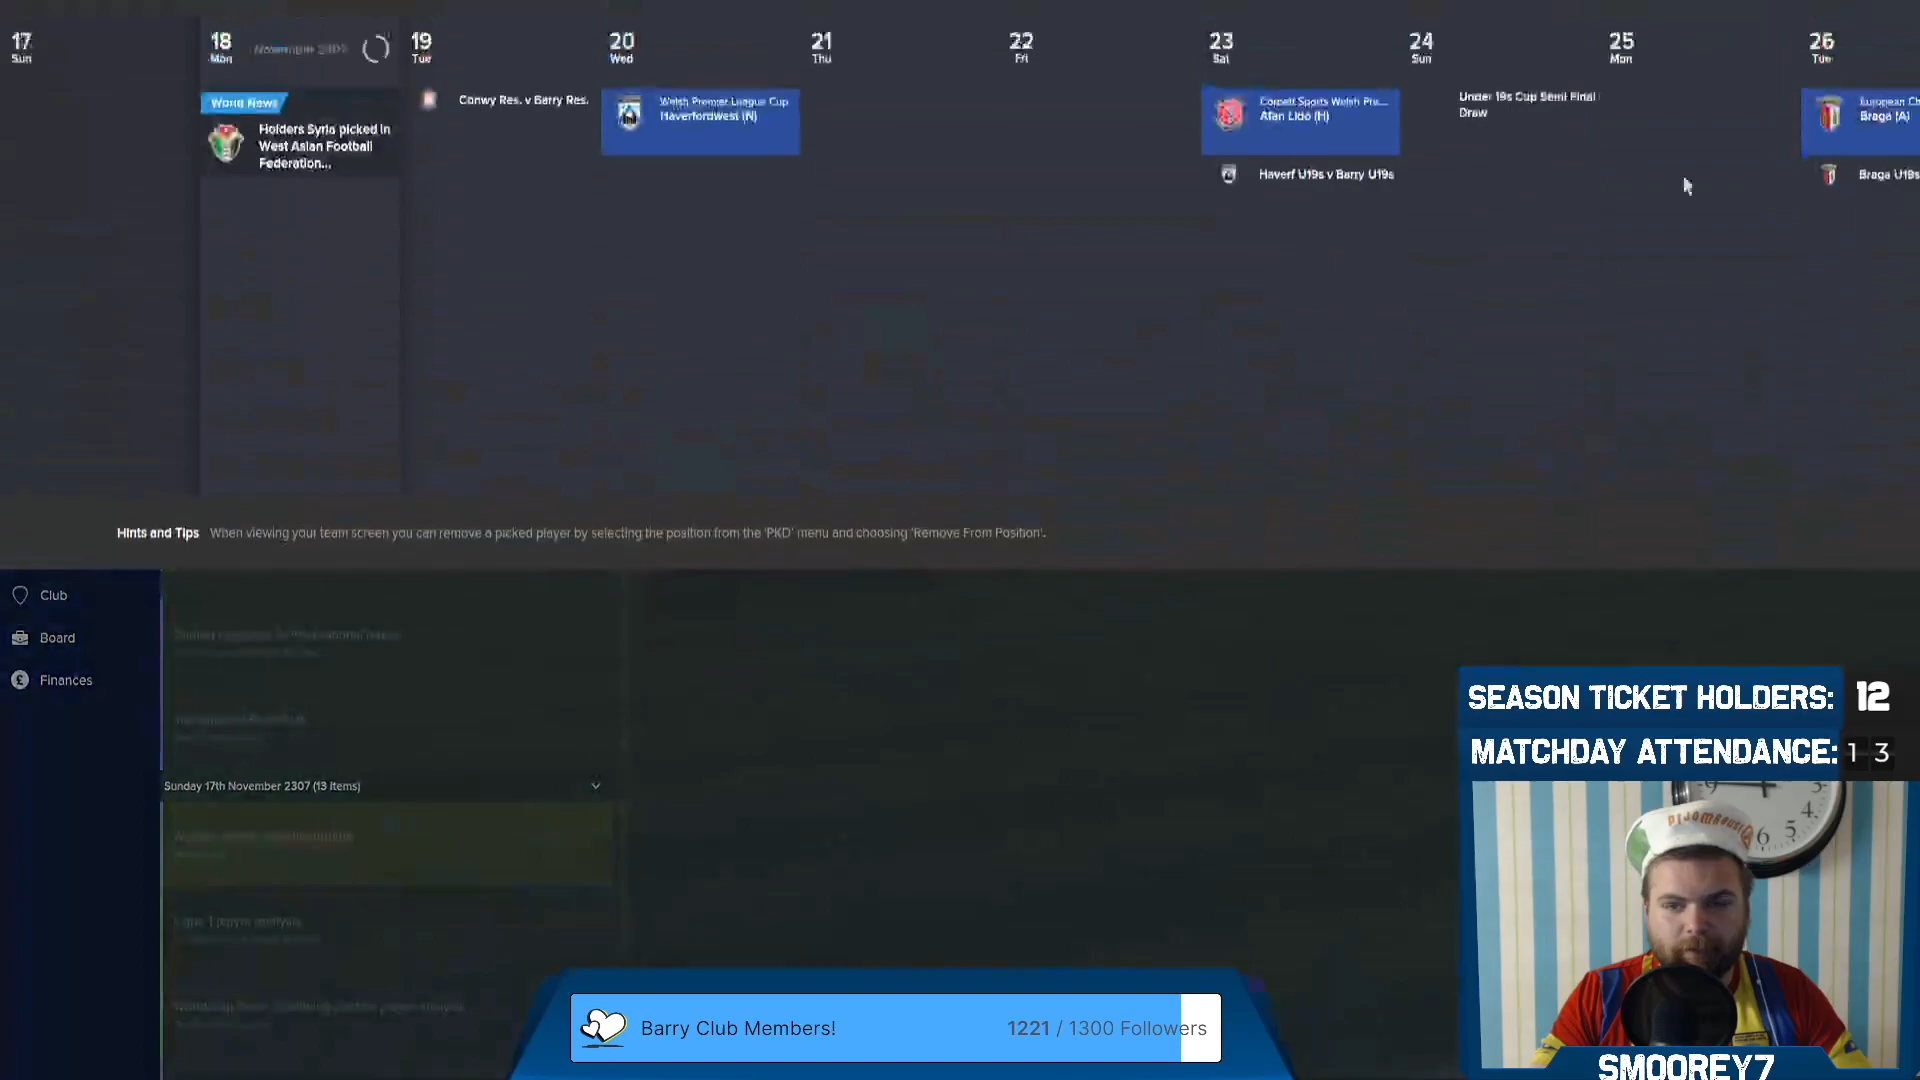 17
Sun
18
Mon
November 2307
19
Tue
20
Wed
21
Thu
22
Fri
23
Sat
24
Sun
25
Mon
26
Tue
World News
Holders Syria picked in
West Asian Football
Federation...
Conwy Res. v Barry Res.
Welsh Premier League Cup
Haverfordwest (N)
Afan Lido (H)
Haverf U19s v Barry U19s
Under 19s Cup Semi Final
Draw
European Ch
Braga (A)
Braga U19s
Hints and Tips When viewing your team screen you can remove a picked player by selecting the position from the 'PKD' menu and choosing 'Remove From Position'.
Club
Board
Finances
Sunday 17th November 2307 (13 Items)
SEASON TICKET HOLDERS: 12
MATCHDAY ATTENDANCE: 13
Barry Club Members!
1221 / 1300 Followers
SMOOREY7